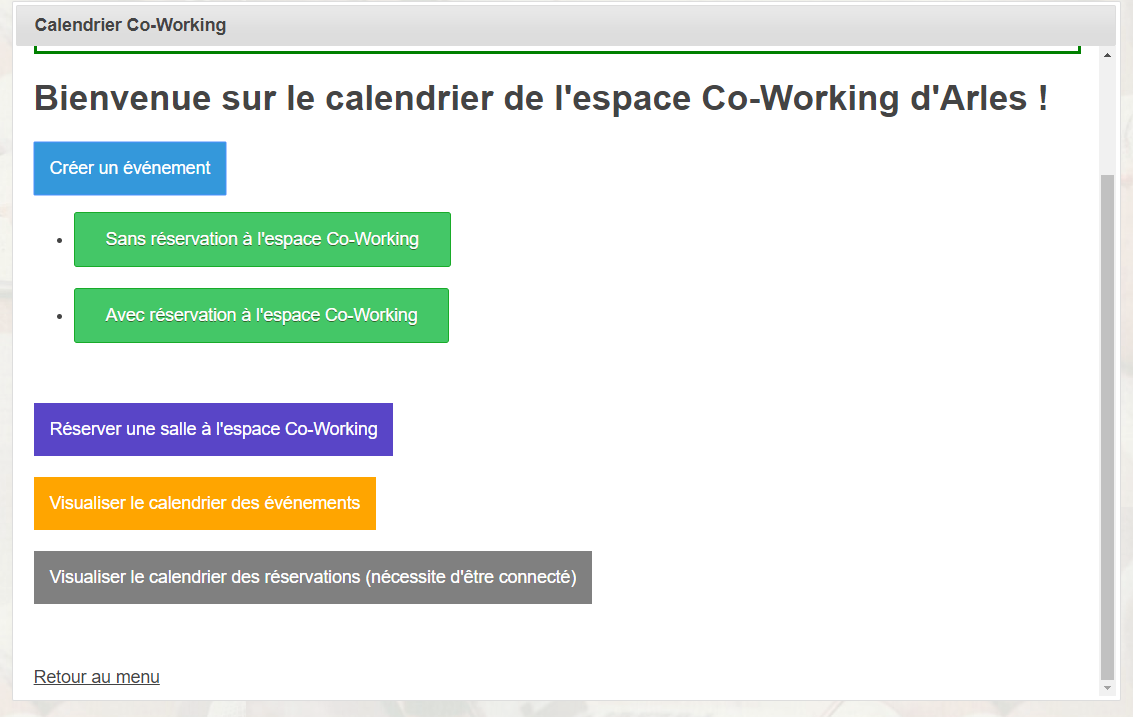 Calendrier Co-Working
Bienvenue sur le calendrier de l'espace Co-Working d'Arles !
Créer un événement
Sans réservation à l'espace Co-Working
Avec réservation à l'espace Co-Working
Réserver une salle à l'espace Co-Working
Visualiser le calendrier des événements
Visualiser le calendrier des réservations (nécessite d'être connecté)
Retour au menu